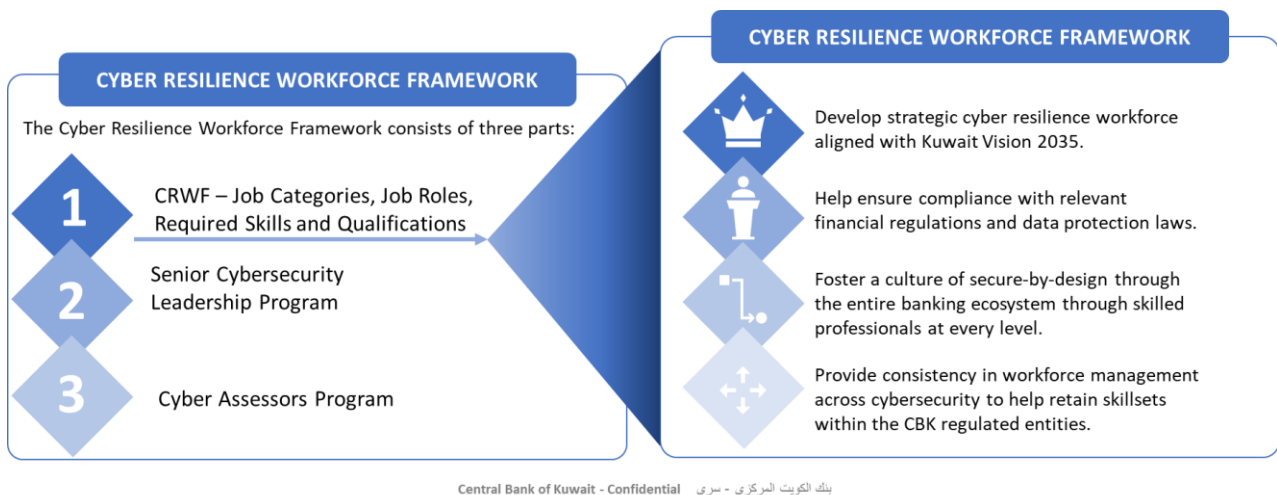 CYBER RESILIENCE WORKFORCE FRAMEWORK
The Cyber Resilience Workforce Framework consists of three parts:
1
CRWF – Job Categories, Job Roles,
Required Skills and Qualifications
2
Senior Cybersecurity
Leadership Program
3
Cyber Assessors Program
CYBER RESILIENCE WORKFORCE FRAMEWORK
Develop strategic cyber resilience workforce
aligned with Kuwait Vision 2035.
Help ensure compliance with relevant
financial regulations and data protection laws.
Foster a culture of secure-by-design through
the entire banking ecosystem through skilled
professionals at every level.
Provide consistency in workforce management
across cybersecurity to help retain skillsets
within the CBK regulated entities.
Central Bank of Kuwait - Confidential بنك الكويت المركزي - سري